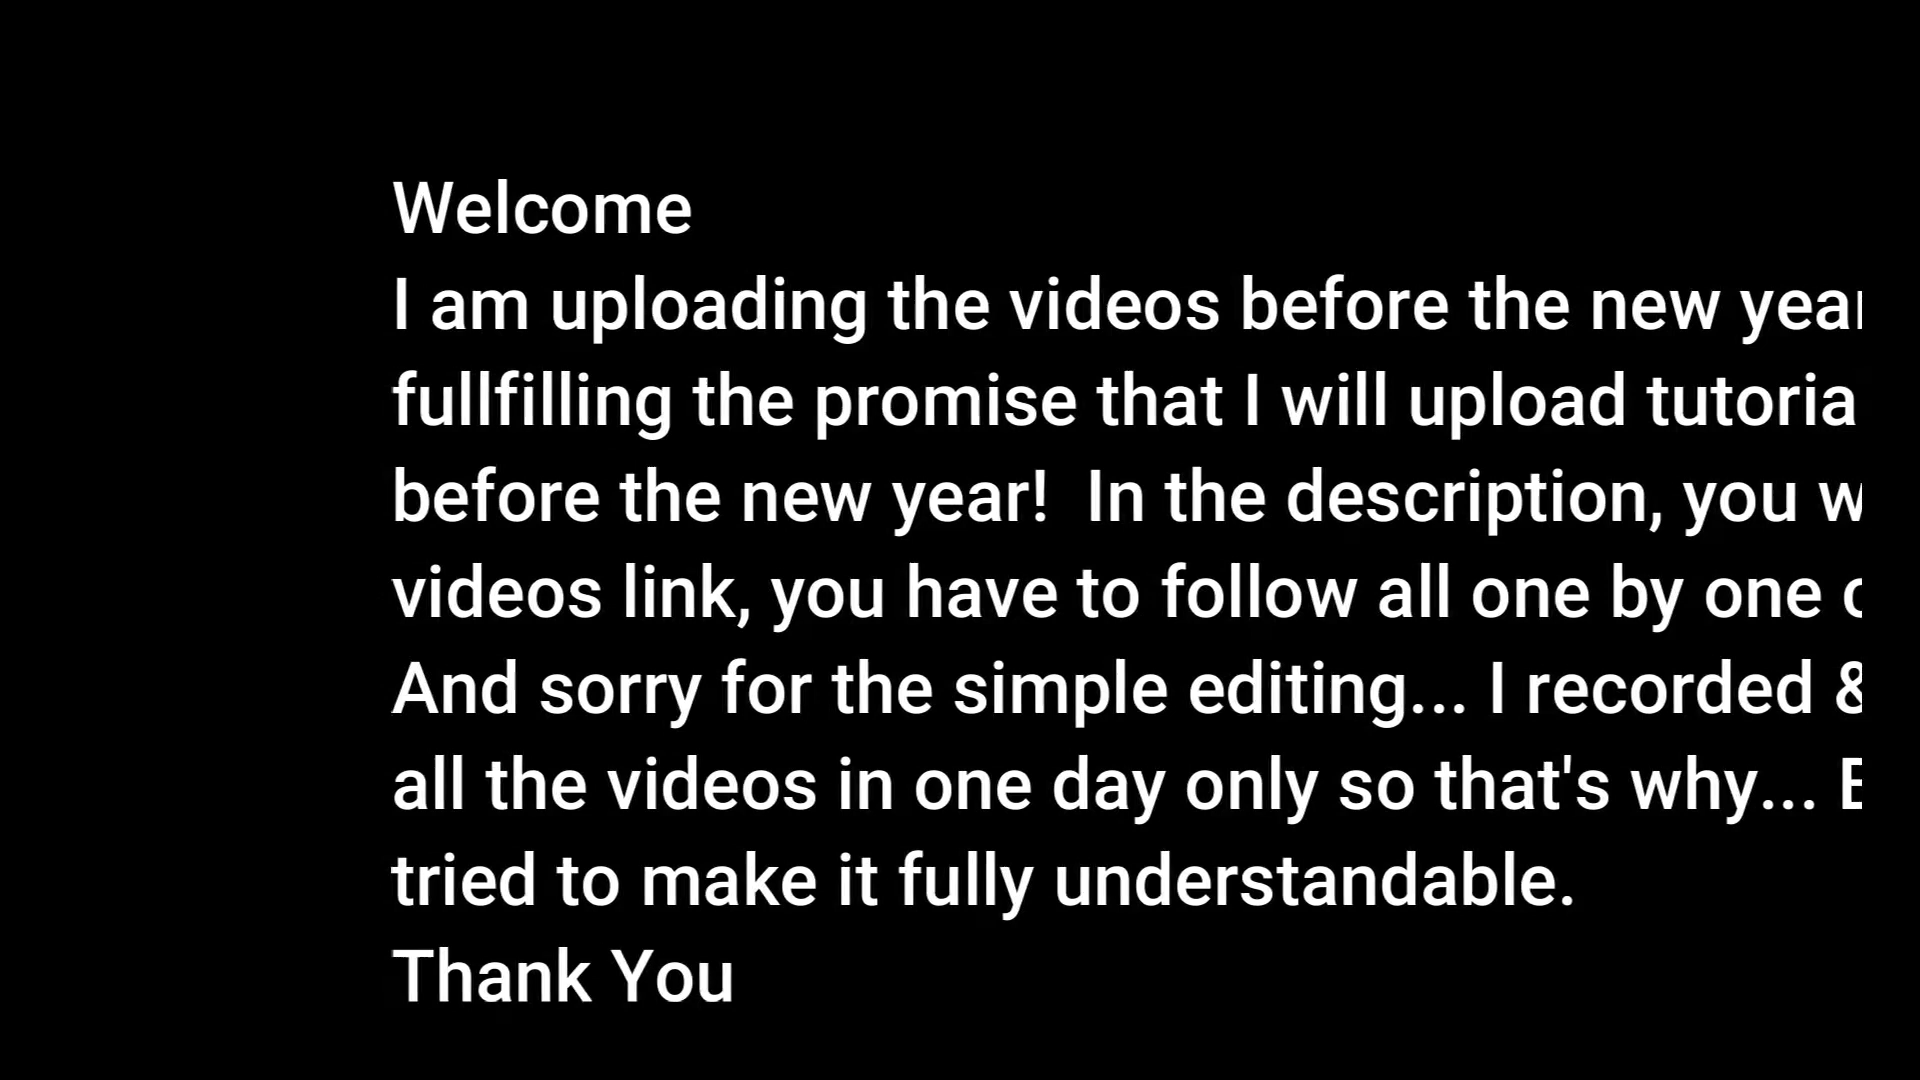 Welcome
I am uploading the videos before the new year
fullfilling the promise that I will upload tutoria
before the new year!  In the description, you w
videos link, you have to follow all one by one
And sorry for the simple editing... I recorded &
all the videos in one day only so that's why...
tried to make it fully understandable.
Thank You